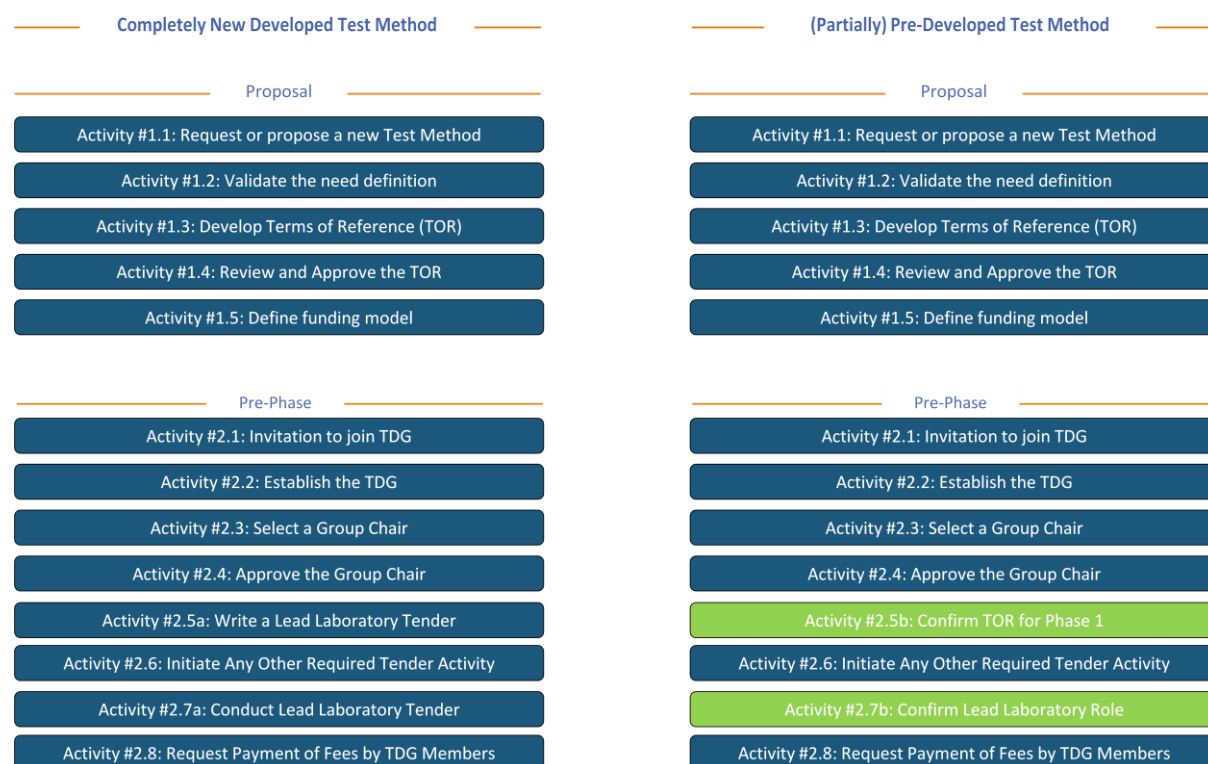 Completely New Developed Test Method
Proposal
Activity #1.1: Request or propose a new Test Method
Activity #1.2: Validate the need definition
Activity #1.3: Develop Terms of Reference (TOR)
Activity #1.4: Review and Approve the TOR
Activity #1.5: Define funding model
Pre-Phase
Activity #2.1: Invitation to join TDG
Activity #2.2: Establish the TDG
Activity #2.3: Select a Group Chair
Activity #2.4: Approve the Group Chair
Activity #2.5a: Write a Lead Laboratory Tender
Activity #2.6: Initiate Any Other Required Tender Activity
Activity #2.7a: Conduct Lead Laboratory Tender
Activity #2.8: Request Payment of Fees by TDG Members
(Partially) Pre-Developed Test Method
Proposal
Activity #1.1: Request or propose a new Test Method
Activity #1.2: Validate the need definition
Activity #1.3: Develop Terms of Reference (TOR)
Activity #1.4: Review and Approve the TOR
Activity #1.5: Define funding model
Pre-Phase
Activity #2.1: Invitation to join TDG
Activity #2.2: Establish the TDG
Activity #2.3: Select a Group Chair
Activity #2.4: Approve the Group Chair
Activity #2.5b: Confirm TOR for Phase 1
Activity #2.6: Initiate Any Other Required Tender Activity
Activity #2.7b: Confirm Lead Laboratory Role
Activity #2.8: Request Payment of Fees by TDG Members